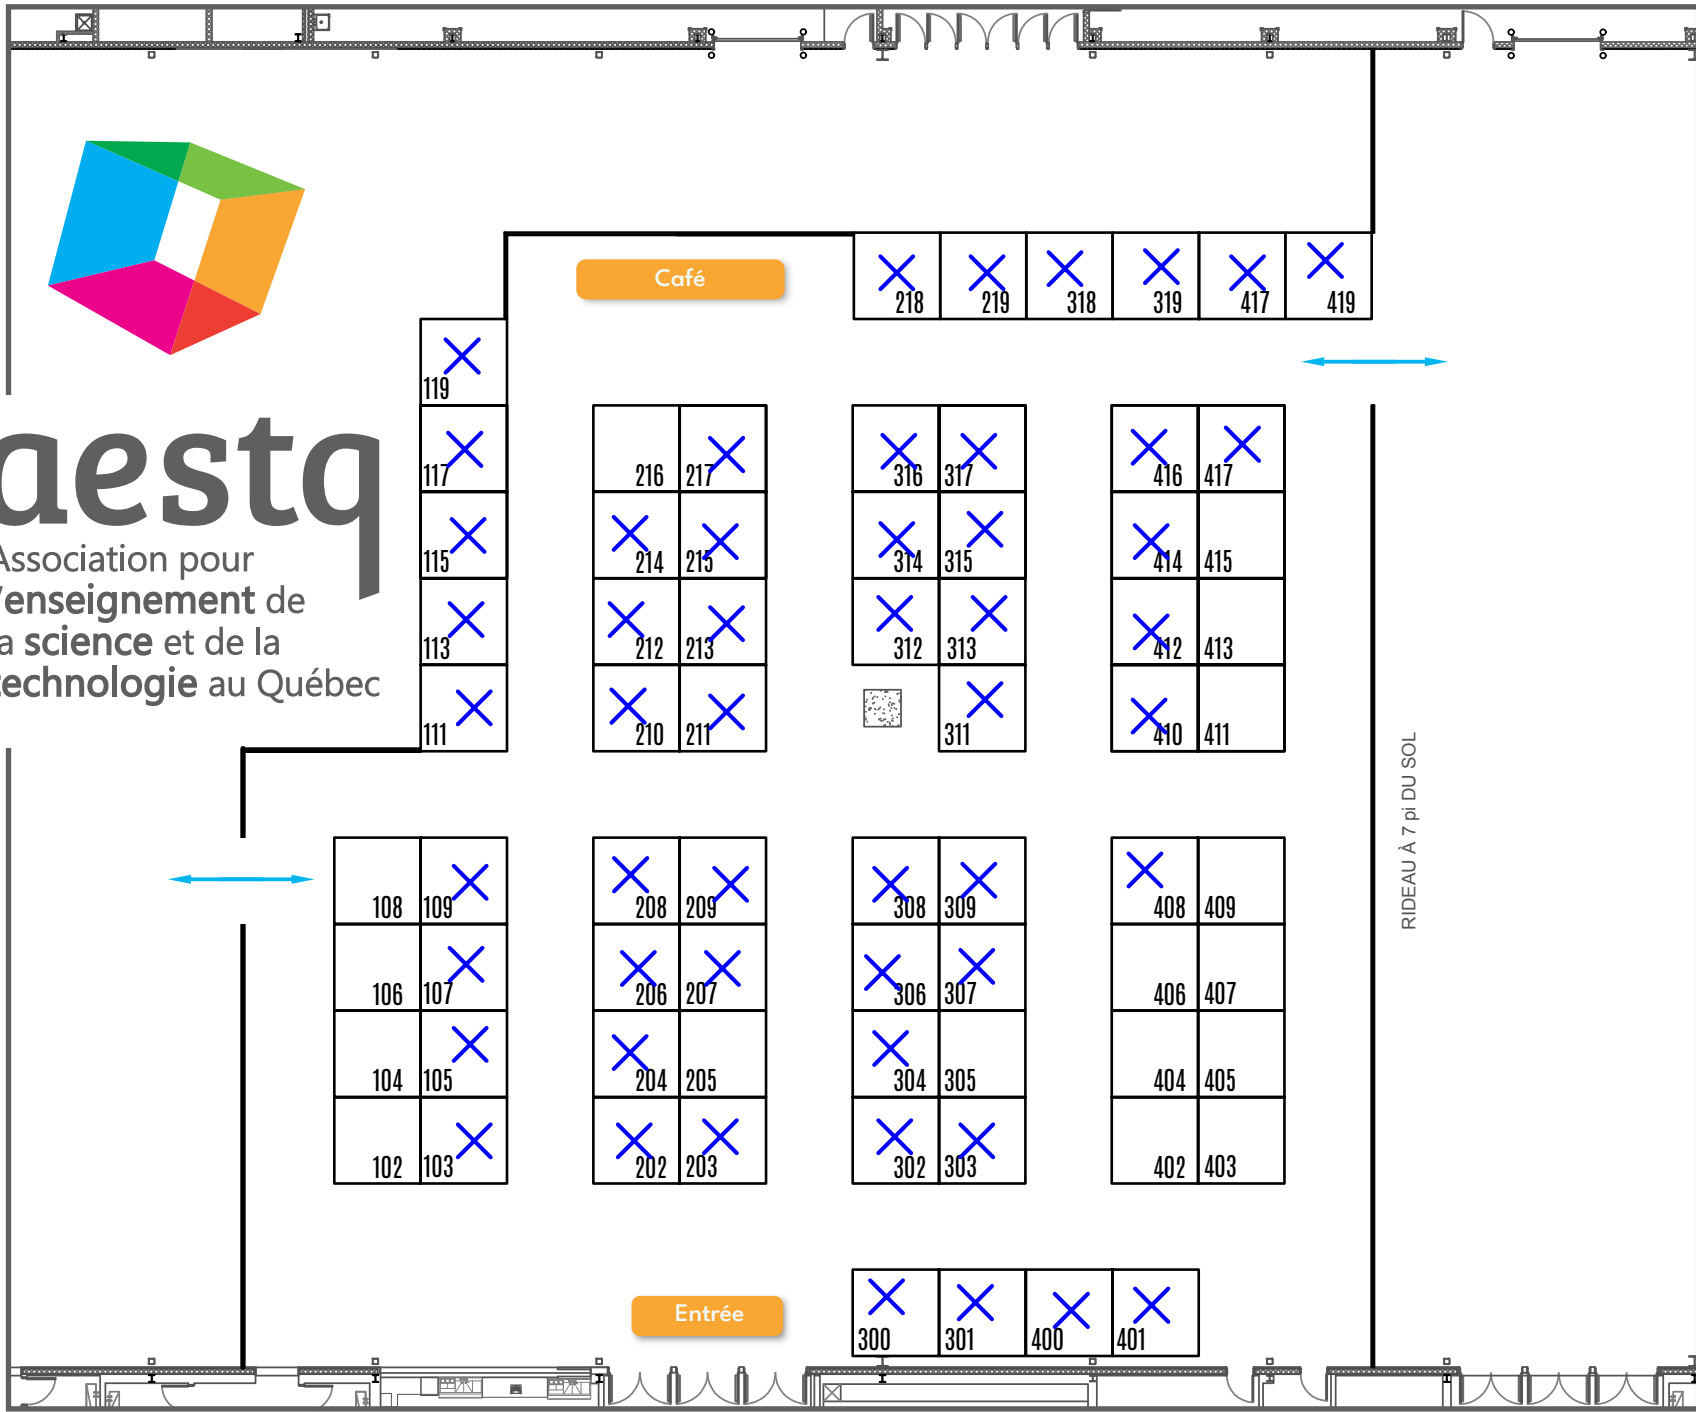 Café
218 219 318 319 417 419
119
117 216 217 316 317 416 417
aestq
115 214 215 314 315 414 415
Association pour
l'enseignement de
113 212 213 312 313 412 413
la science et de la
technologie au Québec
111 210 211 311 410 411
RIDEAU À 7 pi DU SOL
108 109 208 209 308 309 408 409
106 107 206 207 306 307 406 407
104 105 204 205 304 305 404 405
102 103 202 203 302 303 402 403
Entrée
300 301 400 401